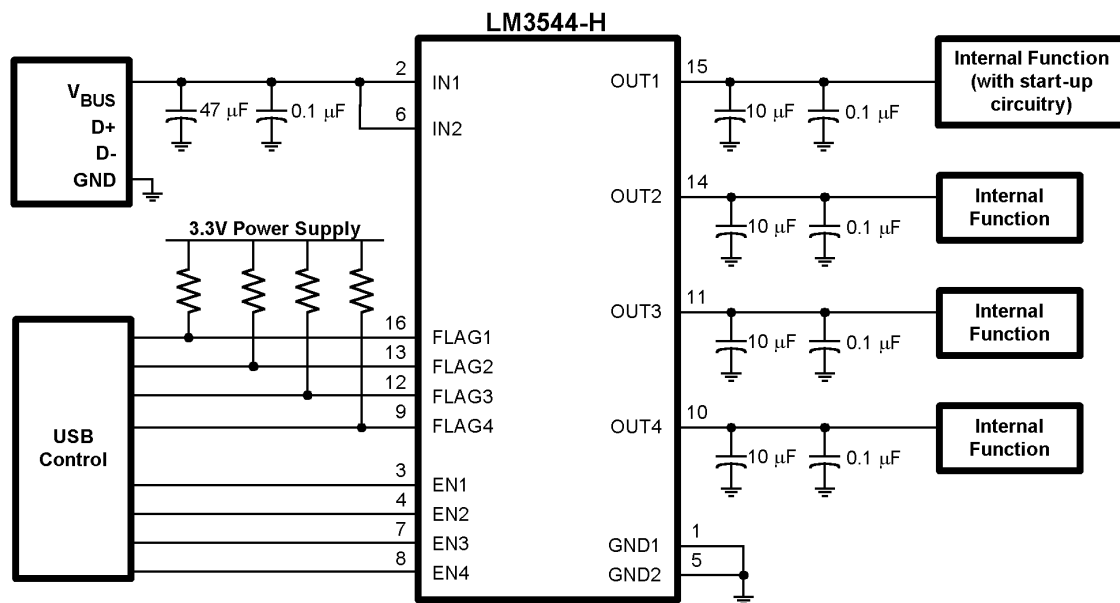 LM3544-H
VBUS
D+
D-
GND
47 μF
0.1 μF
2
IN1
6
IN2
3.3V Power Supply
USB
Control
16
FLAG1
13
FLAG2
12
FLAG3
9
FLAG4
3
EN1
4
EN2
7
EN3
8
EN4
OUT1
15
10 μF
0.1 μF
Internal Function
(with start-up
circuitry)
OUT2
14
10 μF
0.1 μF
Internal
Function
OUT3
11
10 μF
0.1 μF
Internal
Function
OUT4
10
10 μF
0.1 μF
Internal
Function
GND1
1
GND2
5